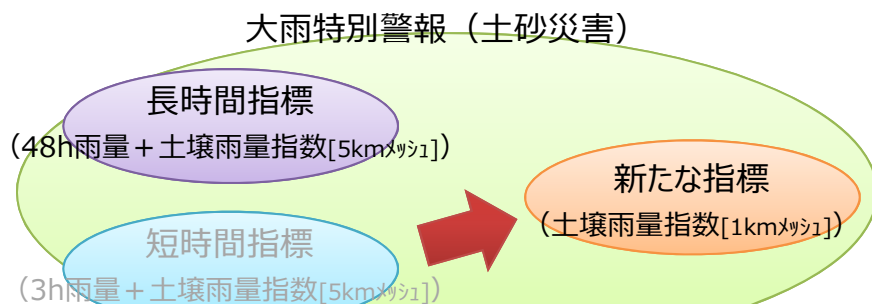 大雨特別警報（土砂災害）
長時間指標
（48h雨量＋土壌雨量指数[5kmﾒｯｼｭ]）
新たな指標
（土壌雨量指数[1kmﾒｯｼｭ]）
短時間指標
（3h雨量＋土壌雨量指数[5kmﾒｯｼｭ]）